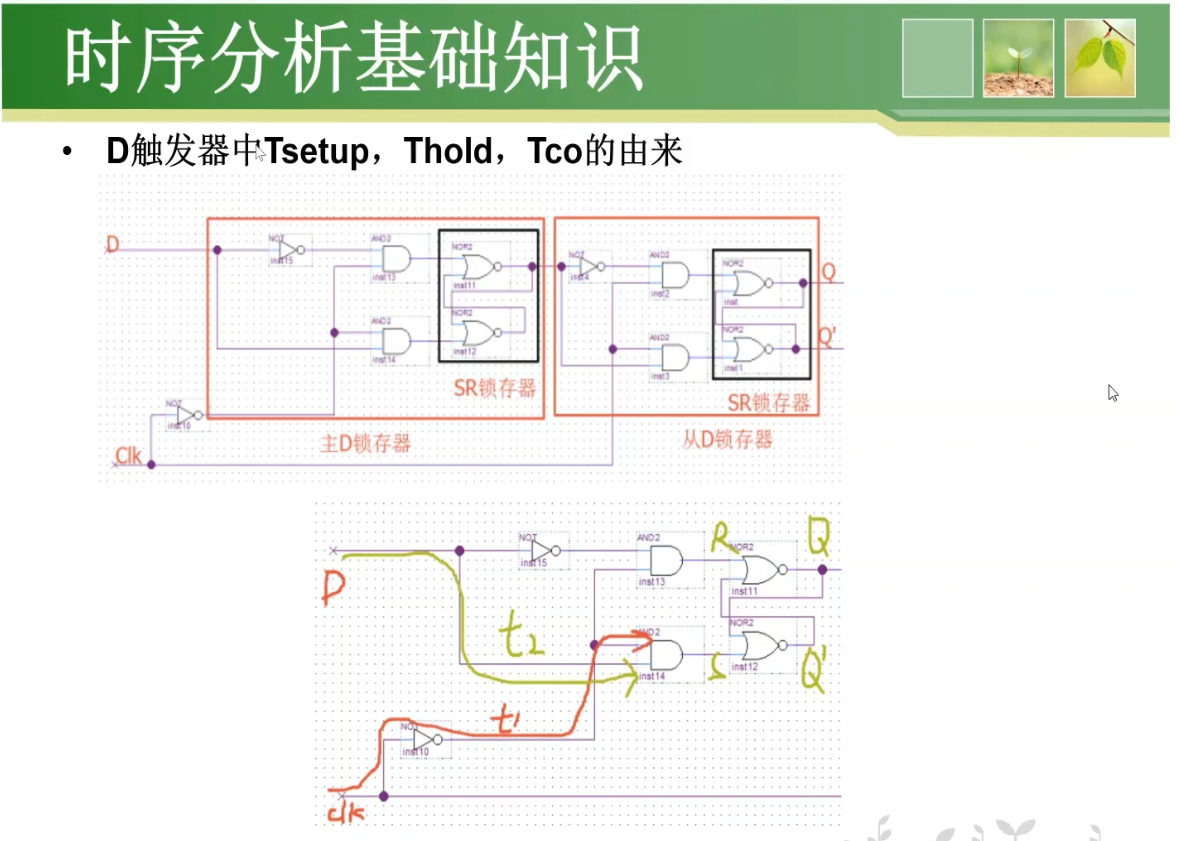 时序分析基础知识
• D触发器中Tsetup，Thold，Tco的由来
D
NOT
inst15
AND2
inst13
NOR2
inst11
NOT
inst4
AND2
inst2
NOR2
inst
Q
AND2
inst14
NOR2
inst12
AND2
inst3
NOR2
inst1
Q'
SR锁存器
SR锁存器
NOT
inst10
主D锁存器
从D锁存器
Clk
NOT
inst15
AND2
inst13
R
NOR2
inst11
Q
D
t2
AND2
inst14
S
NOR2
inst12
Q'
t1
NOT
inst10
clk